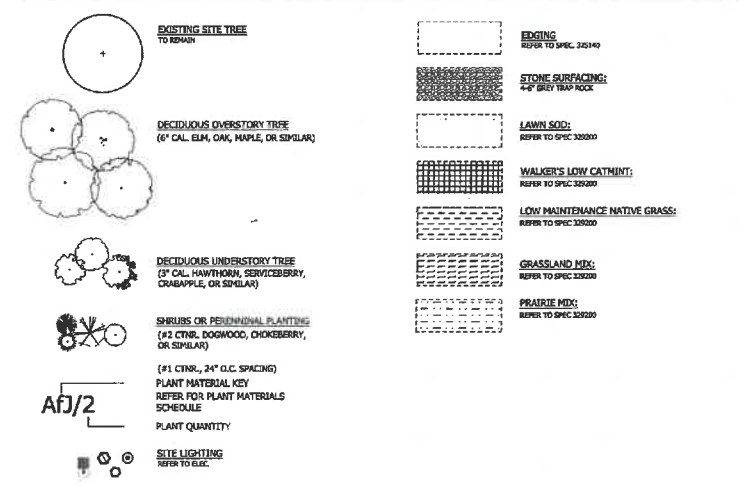 EXISTING SITE TREE
TO REMAIN
DECIDUOUS OVERSTORY TREE
(6" CAL. ELM, OAK, MAPLE, OR SIMILAR)
DECIDUOUS UNDERSTORY TREE
(3" CAL. HAWTHORN, SERVICEBERRY,
CRABAPPLE, OR SIMILAR)
SHRUBS OR PERENNINAL PLANTING
(#2 CTNR. DOGWOOD, CHOKEBERRY,
OR SIMILAR)
(#1 CTNR., 24" O.C. SPACING)
PLANT MATERIAL KEY
REFER FOR PLANT MATERIALS
SCHEDULE
AfJ/2
PLANT QUANTITY
SITE LIGHTING
REFER TO ELEC.
EDGING
REFER TO SPEC. 325140
STONE SURFACING:
4-6" GREY TRAP ROCK
LAWN SOD:
REFER TO SPEC 329200
WALKER'S LOW CATMINT:
REFER TO SPEC 329200
LOW MAINTENANCE NATIVE GRASS:
REFER TO SPEC 329200
GRASSLAND MIX:
REFER TO SPEC 329200
PRAIRIE MIX:
REFER TO SPEC 329200